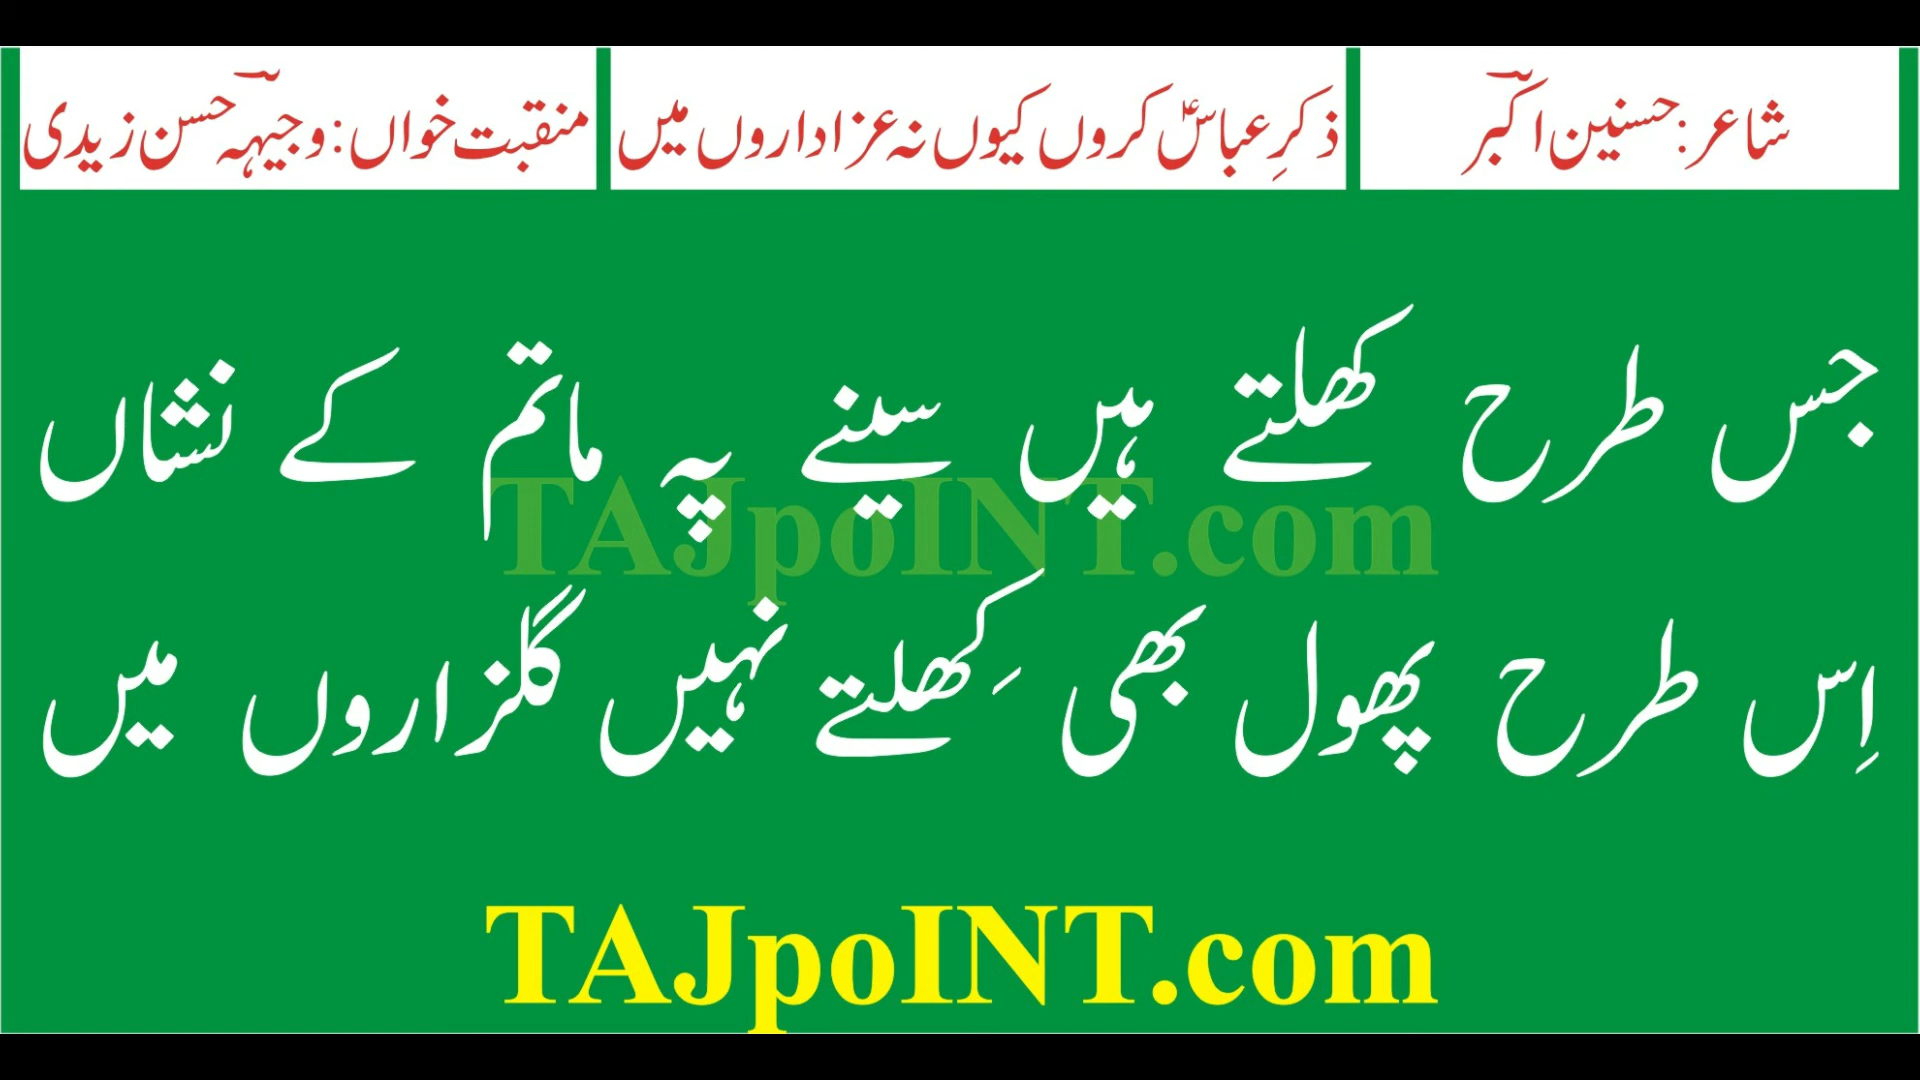 شاعر: حسنین اکبرؔ
ذکرِ عباسؑ کروں کیوں نہ عزاداروں میں
منقبت خواں: وجیہہؔ حسن زیدی
جس طرح کھلتے ہیں سینے پہ ماتم کے نشاں
TAJpoINT.com
اِس طرح پھول بھی کِھلتے نہیں گلزاروں میں
TAJpoINT.com